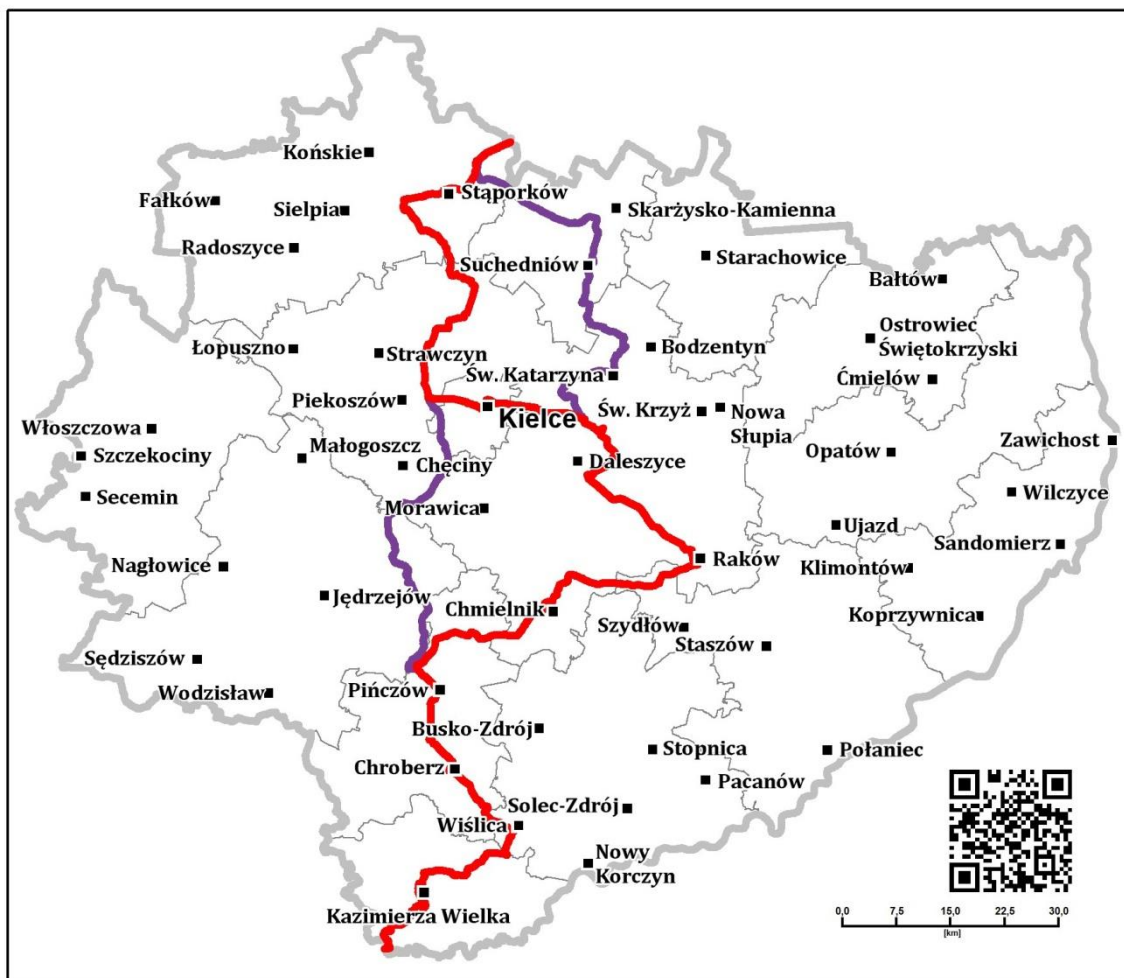 Końskie
Stąporków
Fałków
Sielpia
Skarżysko-Kamienna
Radoszyce
Suchedniów
Starachowice
Bałtów
Ostrowiec
Świętokrzyski
Łopuszno
Strawczyn
Bodzentyn
Św. Katarzyna
Ćmielów
Piekoszów
Kielce
Św. Krzyż
Nowa
Słupia
Włoszczowa
Małogoszcz
Zawichost
Szczekociny
Chęciny
Daleszyce
Opatów
Secemin
Morawica
Wilczyce
Ujazd
Sandomierz
Nagłowice
Raków
Klimontów
Jędrzejów
Chmielnik
Szydłów
Koprzywnica
Staszów
Sędziszów
Wodzisław
Pińczów
Busko-Zdrój
Stopnica
Połaniec
Chroberz
Pacanów
Solec-Zdrój
Wiślica
Nowy
Korczyn
Kazimierza Wielka
0,0 7,5 15,0 22,5 30,0
[km]